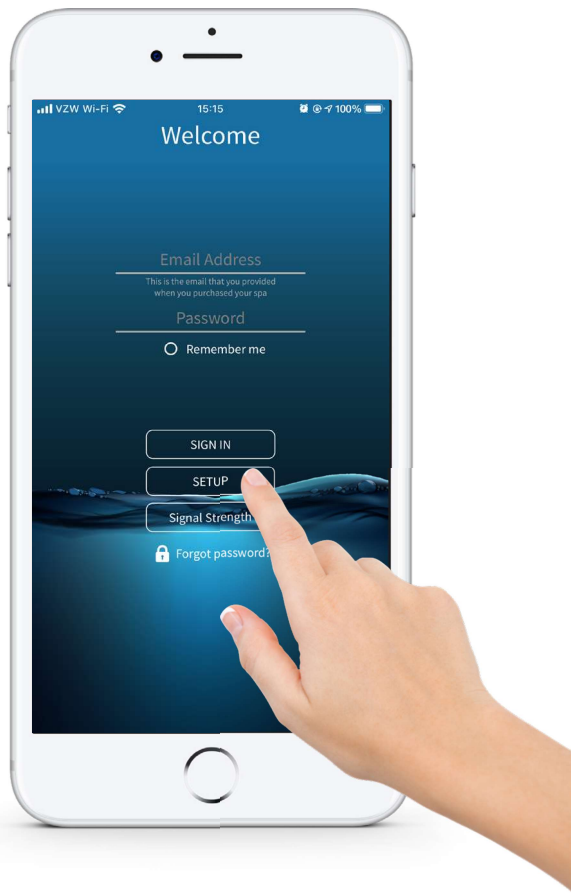 VZW Wi-Fi 15:15 100%
Welcome
Email Address
This is the email that you provided
when you purchased your spa
Password
Remember me
SIGN IN
SETUP
Signal Strength
Forgot password?